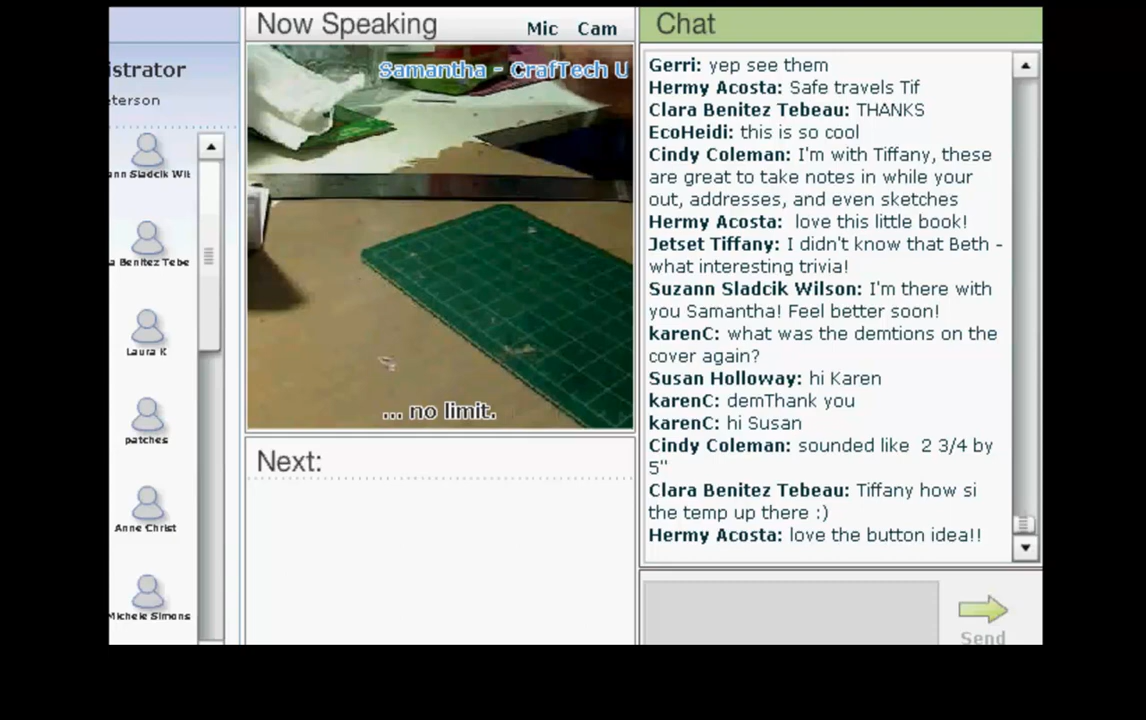 istrator
terson
ann Sladcik Wil
a Benitez Tebe
Laura K
patches
Anne Christ
Michele Simons
Now Speaking
Mic Cam
Samantha - CrafTech U
... no limit.
Next:
Chat
Gerri: yep see them
Hermy Acosta: Safe travels Tif
Clara Benitez Tebeau: THANKS
EcoHeidi: this is so cool
Cindy Coleman: I'm with Tiffany, these
are great to take notes in while your
out, addresses, and even sketches
Hermy Acosta: love this little book!
Jetset Tiffany: I didn't know that Beth -
what interesting trivia!
Suzann Sladcik Wilson: I'm there with
you Samantha! Feel better soon!
karenC: what was the demtions on the
cover again?
Susan Holloway: hi Karen
karenC: demThank you
karenC: hi Susan
Cindy Coleman: sounded like 2 3/4 by
5"
Clara Benitez Tebeau: Tiffany how si
the temp up there :)
Hermy Acosta: love the button idea!!
Send